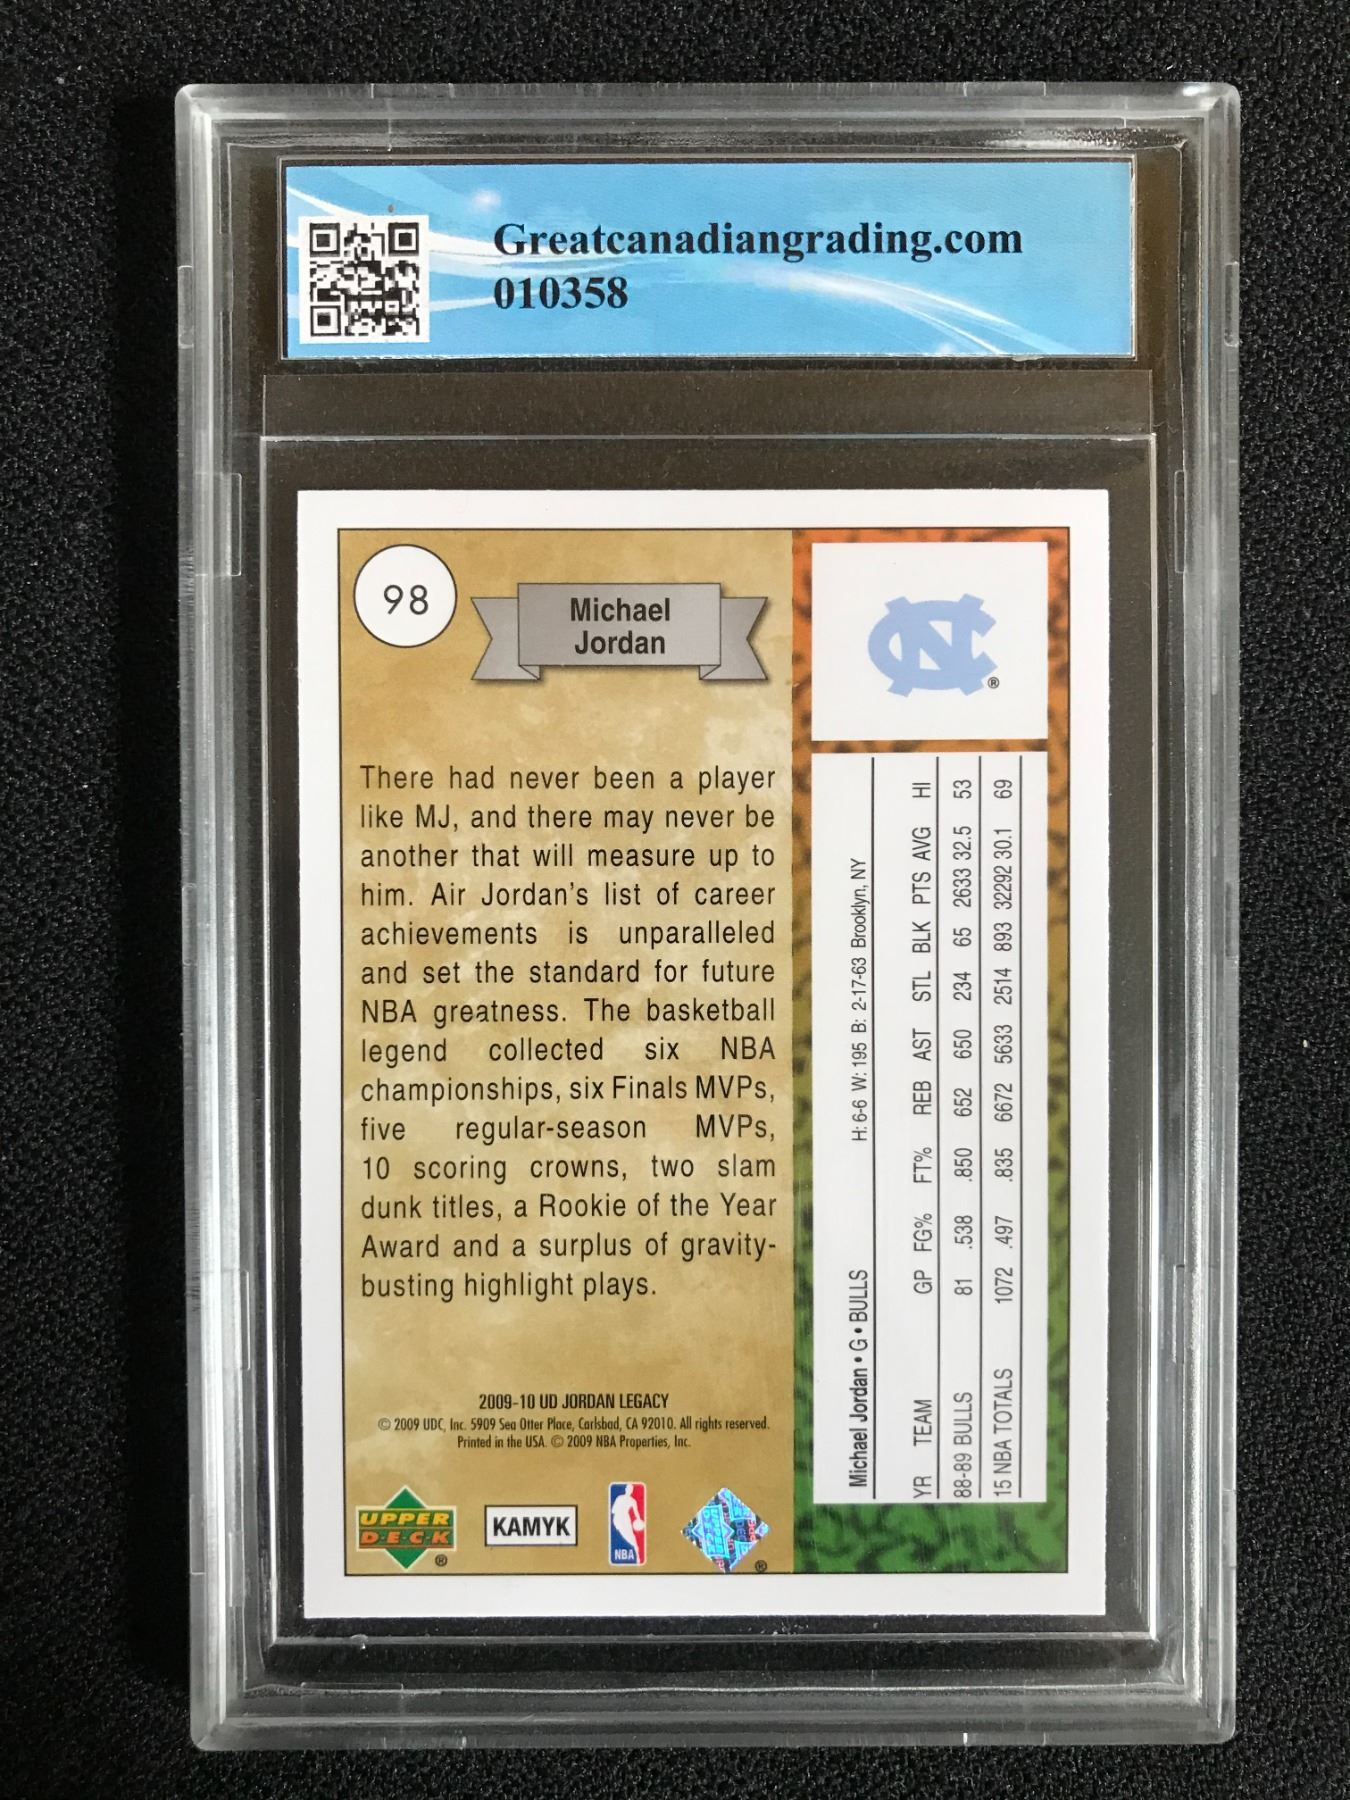 Greatcanadiangrading.com
010358
98
Michael
Jordan
There had never been a player
like MJ, and there may never be
another that will measure up to
him. Air Jordan's list of career
achievements is unparalleled
and set the standard for future
NBA greatness. The basketball
legend collected six NBA
championships, six Finals MVPs,
five regular-season MVPs,
10 scoring crowns, two slam
dunk titles, a Rookie of the Year
Award and a surplus of gravity-
busting highlight plays.
2009-10 UD JORDAN LEGACY
© 2009 UDC, Inc. 5909 Sea Otter Place, Carlsbad, CA 92010. All rights reserved.
Printed in the USA. © 2009 NBA Properties, Inc.
UPPER
D·E·C·K
®
KAMYK
NBA
®
NC
®
Michael Jordan • G • BULLS H: 6-6 W: 195 B: 2-17-63 Brooklyn, NY
YR TEAM GP FG% FT% REB AST STL BLK PTS AVG HI
88-89 BULLS 81 .538 .850 652 650 234 65 2633 32.5 53
15 NBA TOTALS 1072 .497 .835 6672 5633 2514 893 32292 30.1 69